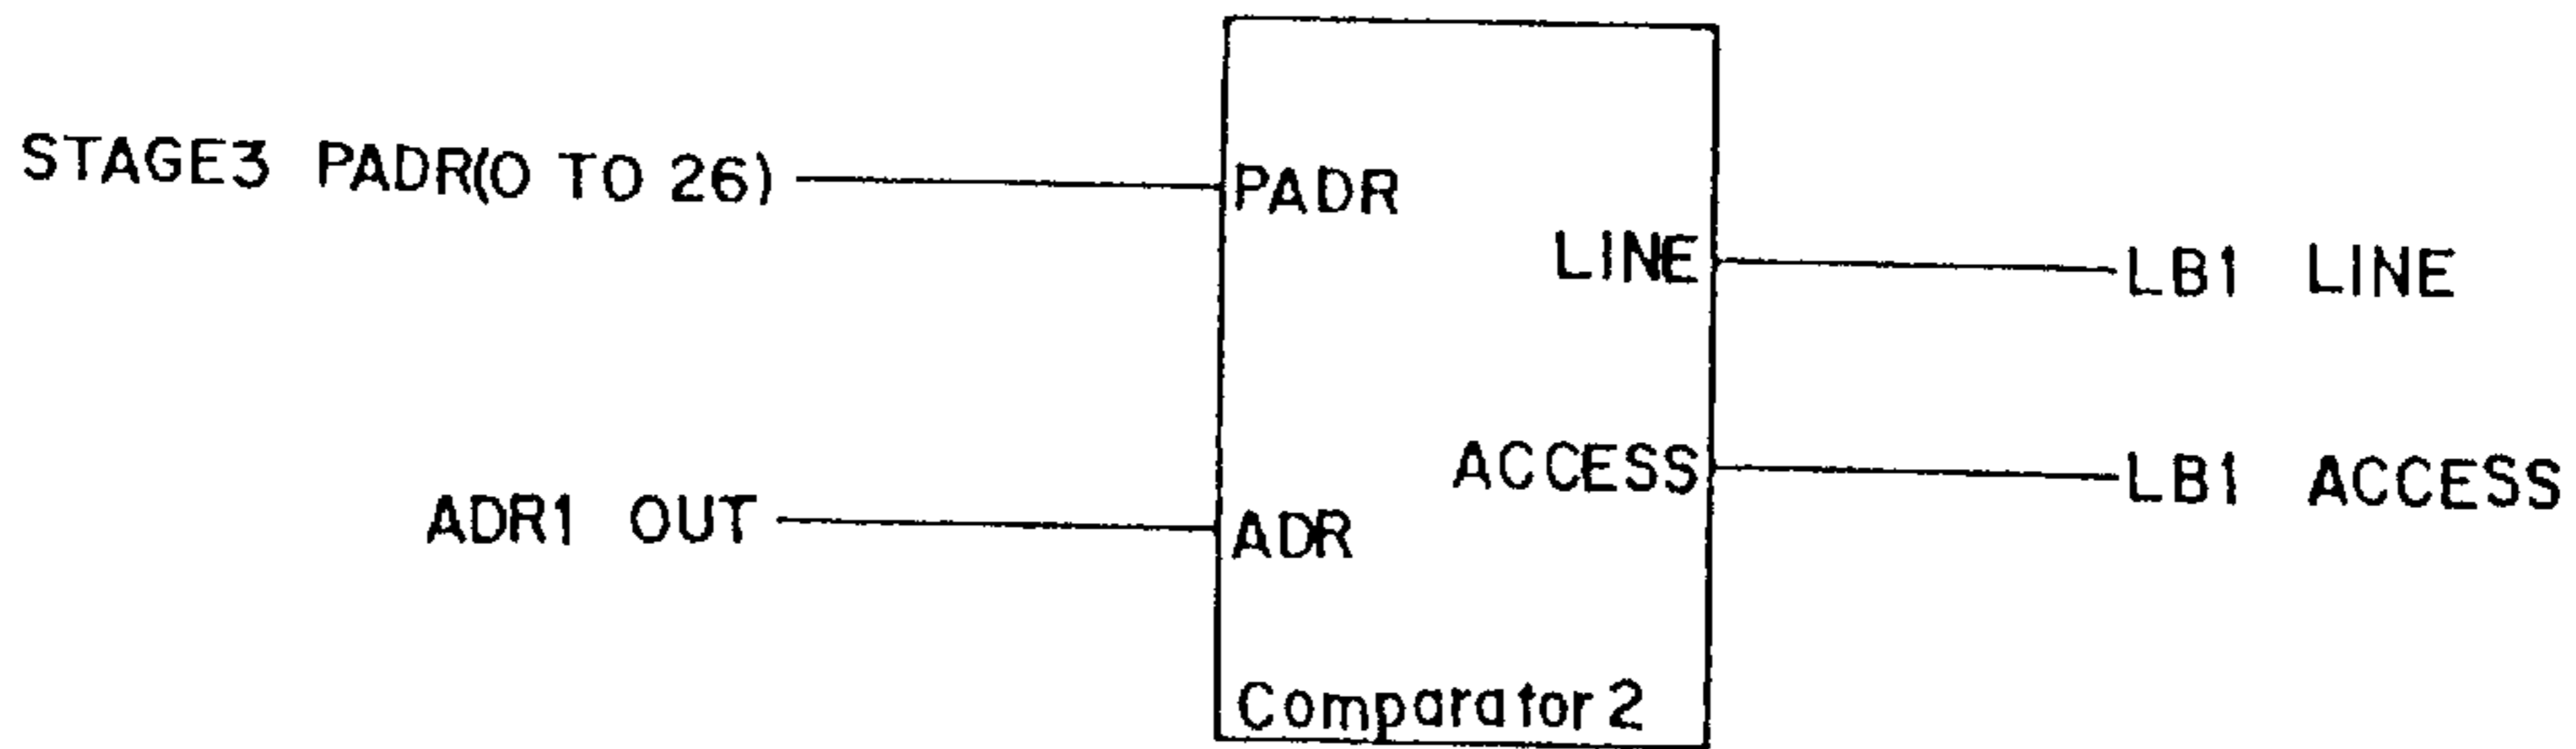 STAGE3 PADR(0 TO 26)
PADR
LINE
LB1 LINE
ACCESS
LB1 ACCESS
ADR1 OUT
ADR
Comparator 2